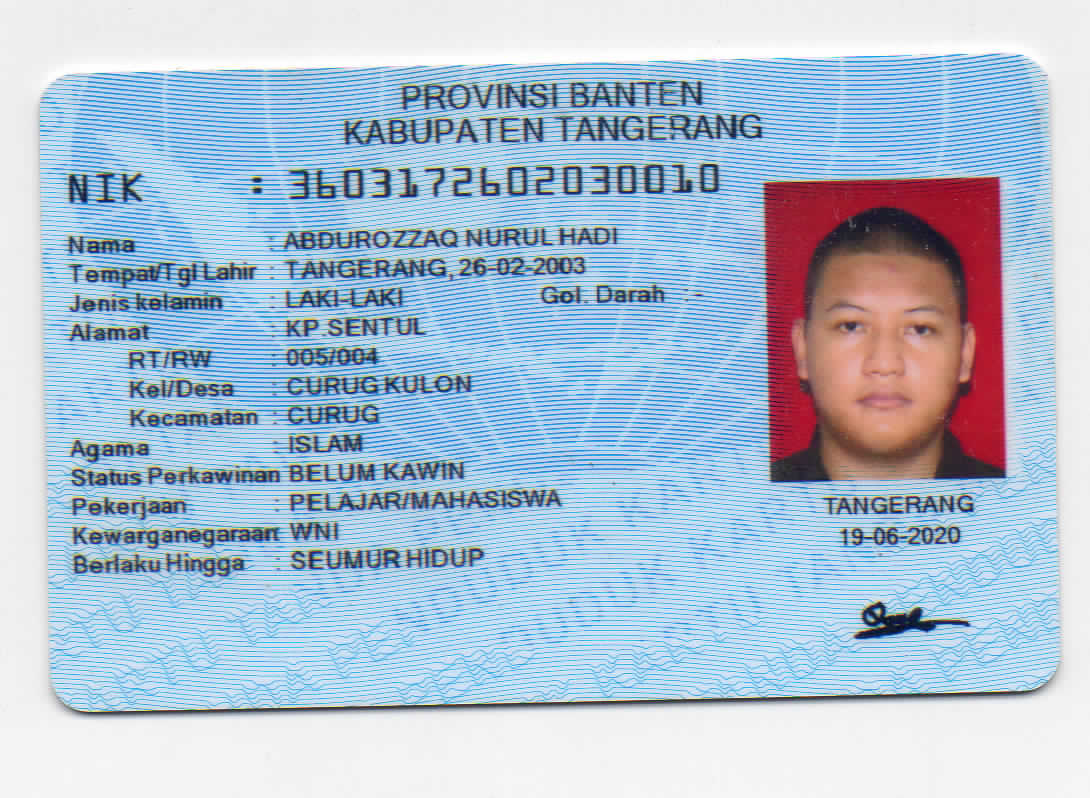 PROVINSI BANTEN
KABUPATEN TANGERANG
NIK : 3603172602030010
Nama : ABDUROZZAQ NURUL HADI
Tempat/Tgl Lahir : TANGERANG, 26-02-2003
Jenis kelamin : LAKI-LAKI Gol. Darah : -
Alamat : KP.SENTUL
RT/RW : 005/004
Kel/Desa : CURUG KULON
Kecamatan : CURUG
Agama : ISLAM
Status Perkawinan BELUM KAWIN
Pekerjaan : PELAJAR/MAHASISWA
Kewarganegaraan: WNI
Berlaku Hingga : SEUMUR HIDUP
TANGERANG
19-06-2020